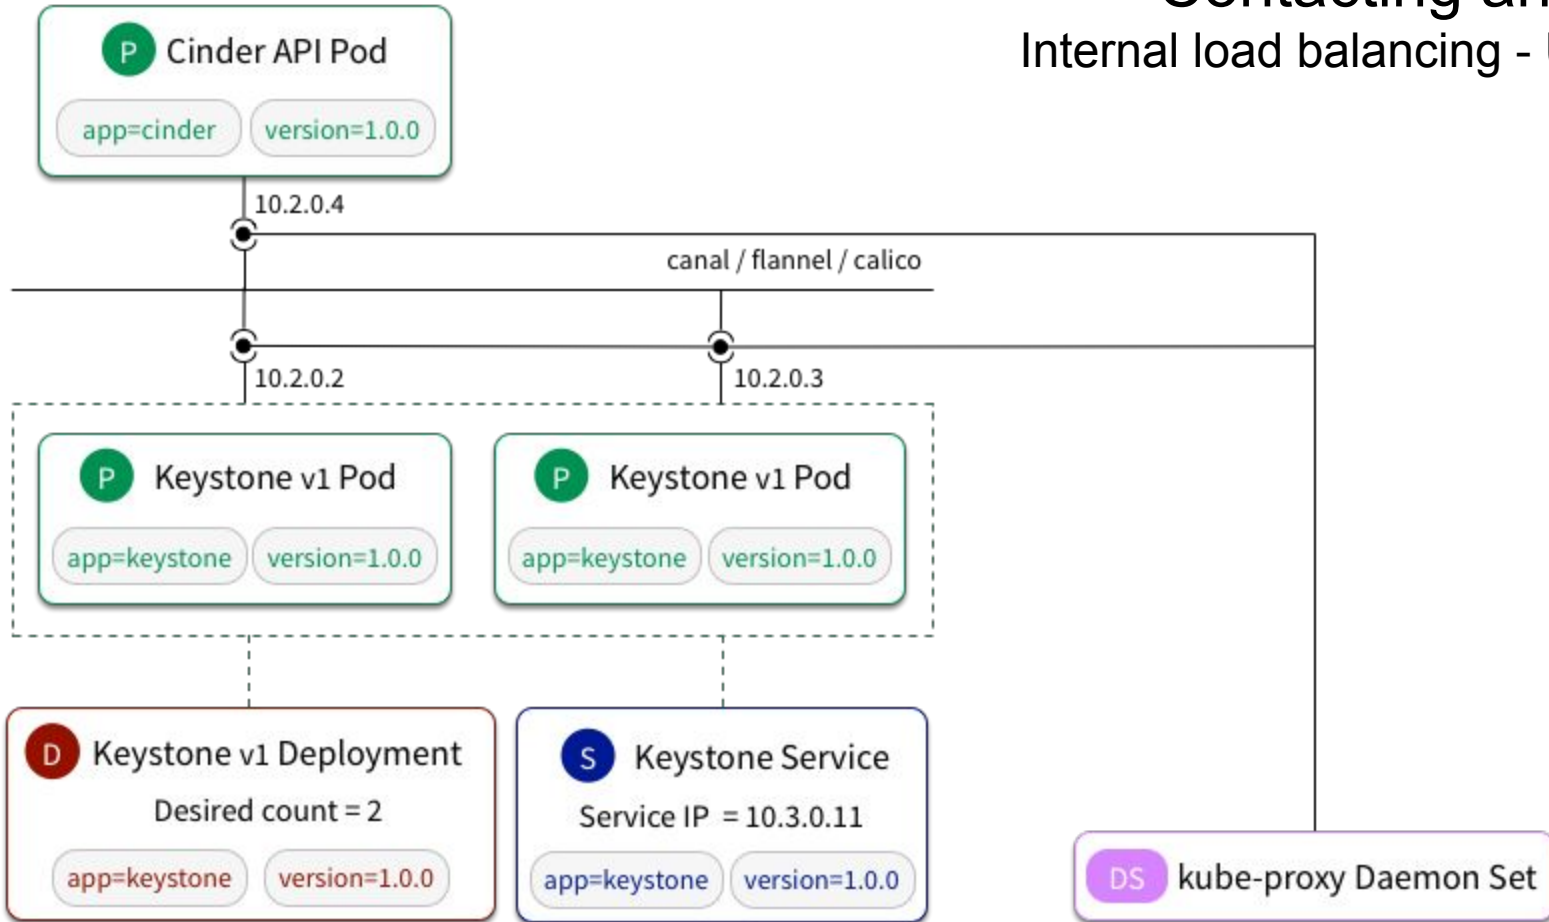 Contacting an
Internal load balancing -
P Cinder API Pod
app=cinder version=1.0.0
10.2.0.4
canal / flannel / calico
10.2.0.2 10.2.0.3
P Keystone v1 Pod P Keystone v1 Pod
app=keystone version=1.0.0 app=keystone version=1.0.0
D Keystone v1 Deployment S Keystone Service
Desired count = 2 Service IP = 10.3.0.11
app=keystone version=1.0.0 app=keystone version=1.0.0
DS kube-proxy Daemon Set